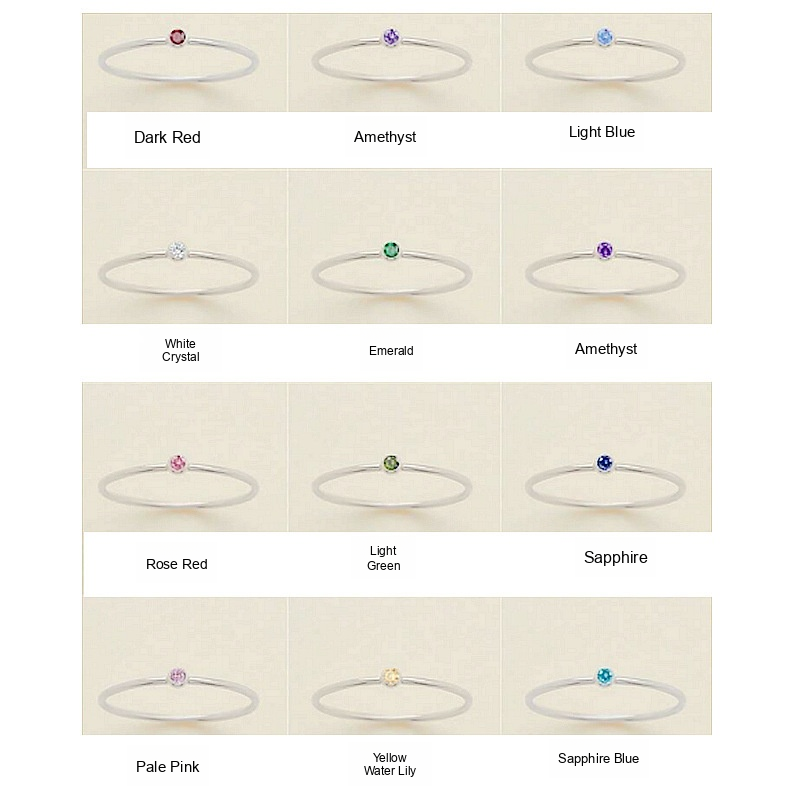 Dark Red
Amethyst
Light Blue
White
Crystal
Emerald
Amethyst
Rose Red
Light
Green
Sapphire
Pale Pink
Yellow
Water Lily
Sapphire Blue